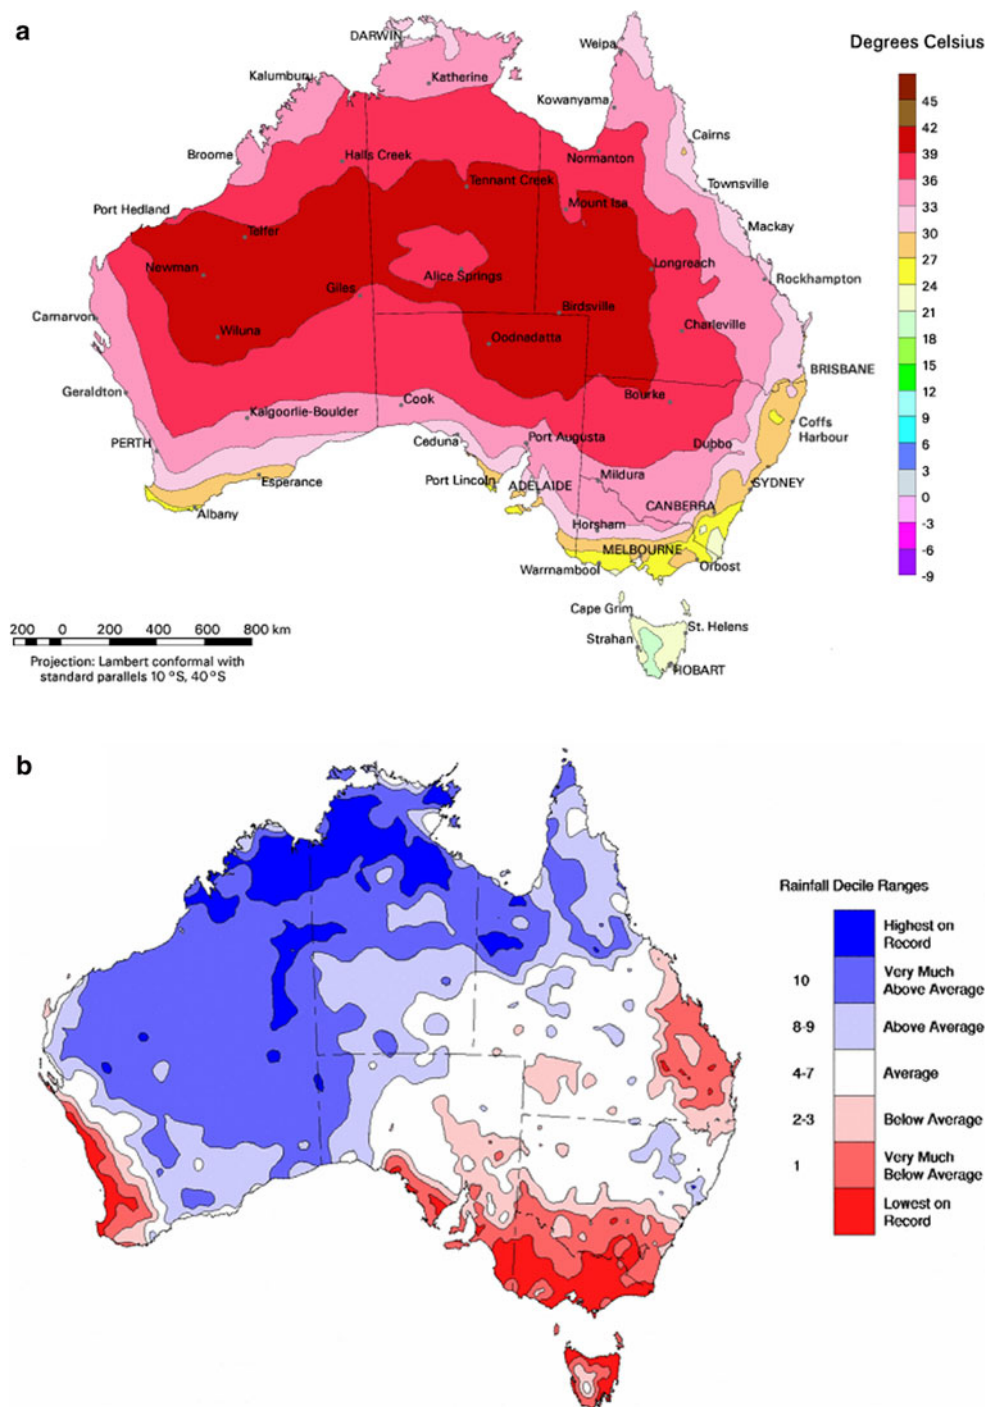 a
DARWIN
Weipa
Degrees Celsius
Kalumburu
Katherine
Kowanyama
Cairns
Broome
Halls Creek
Normanton
Tennant Creek
Townsville
Port Hedland
Mount Isa
Mackay
Telfer
Newman
Longreach
Alice Springs
Rockhampton
Giles
Carnarvon
Birdsville
Wiluna
Charleville
Oodnadatta
BRISBANE
Geraldton
Bourke
Cook
Kalgoorlie-Boulder
Coffs
Harbour
PERTH
Ceduna
Port Augusta
Dubbo
Mildura
Esperance
Port Lincoln
ADELAIDE
SYDNEY
CANBERRA
Albany
Horsham
MELBOURNE
Warrnambool
Orbost
Cape Grim
St. Helens
Strahan
HOBART
45
42
39
36
33
30
27
24
21
18
15
12
9
6
3
0
-3
-6
-9
200 0 200 400 600 800 km
Projection: Lambert conformal with
standard parallels 10 °S, 40 °S
b
Rainfall Decile Ranges
Highest on
Record
10 Very Much
Above Average
8-9 Above Average
4-7 Average
2-3 Below Average
1 Very Much
Below Average
Lowest on
Record